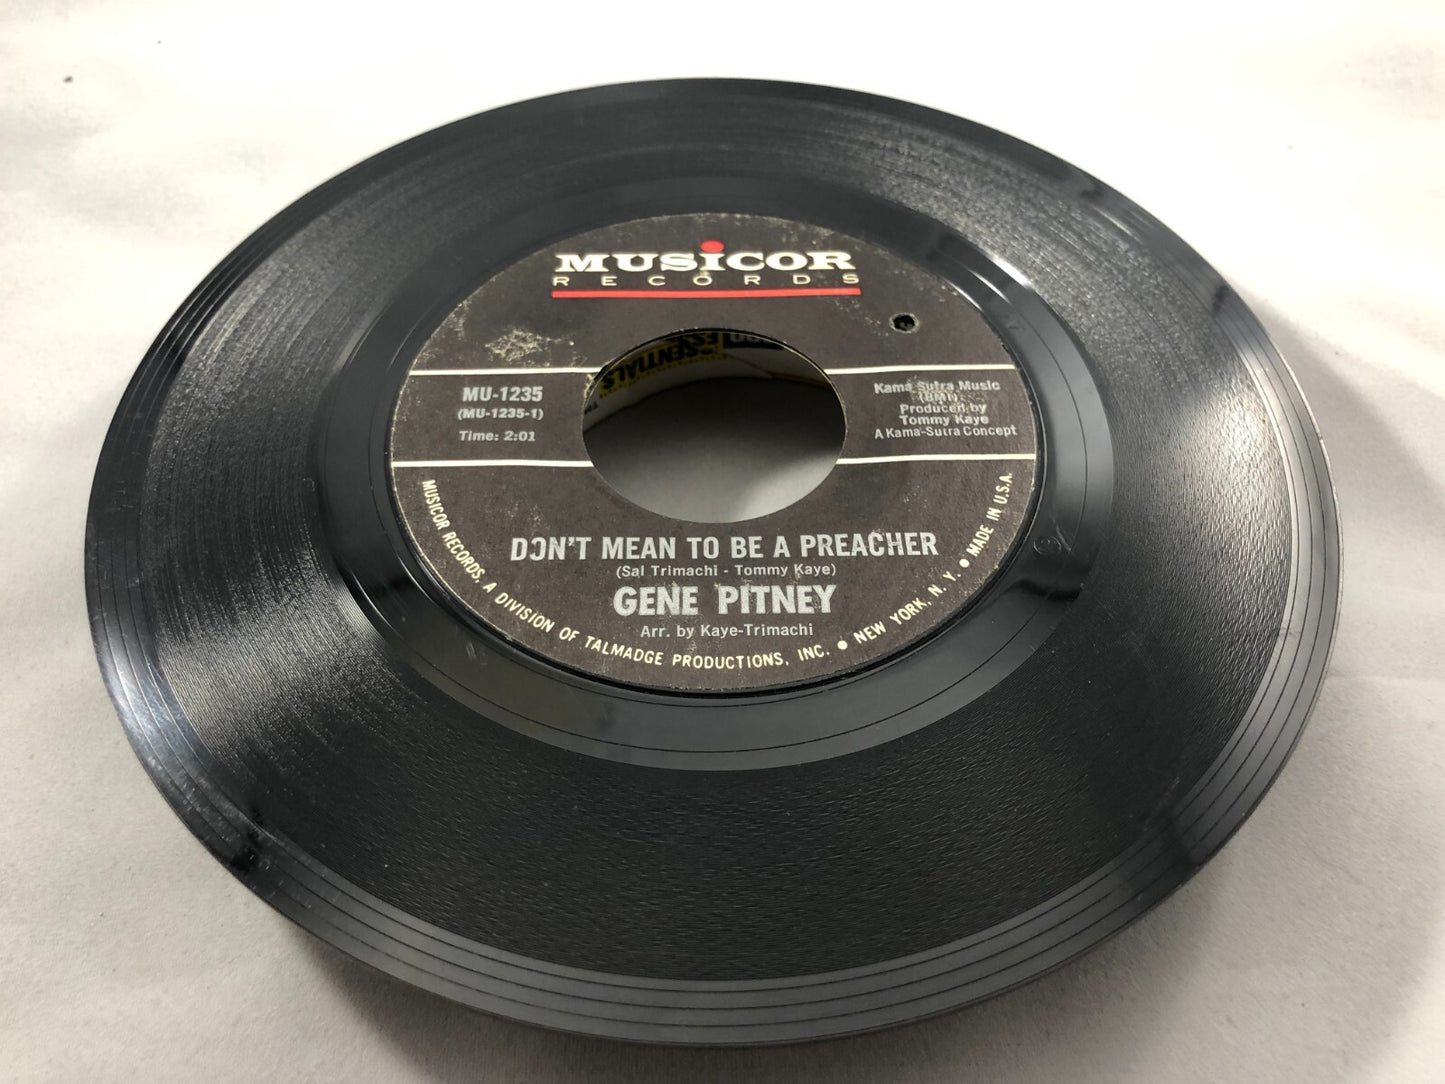 MUSICOR
RECORDS
MU-1235
(MU-1235-1)
Time: 2:01
Kama Sutra Music
(BMI)
Produced by
Tommy Kaye
A Kama-Sutra Concept
DON'T MEAN TO BE A PREACHER
(Sal Trimachi - Tommy Kaye)
GENE PITNEY
Arr. by Kaye-Trimachi
MUSICOR RECORDS, A DIVISION OF TALMADGE PRODUCTIONS, INC. ● NEW YORK, N. Y. ● MADE IN U.S.A.